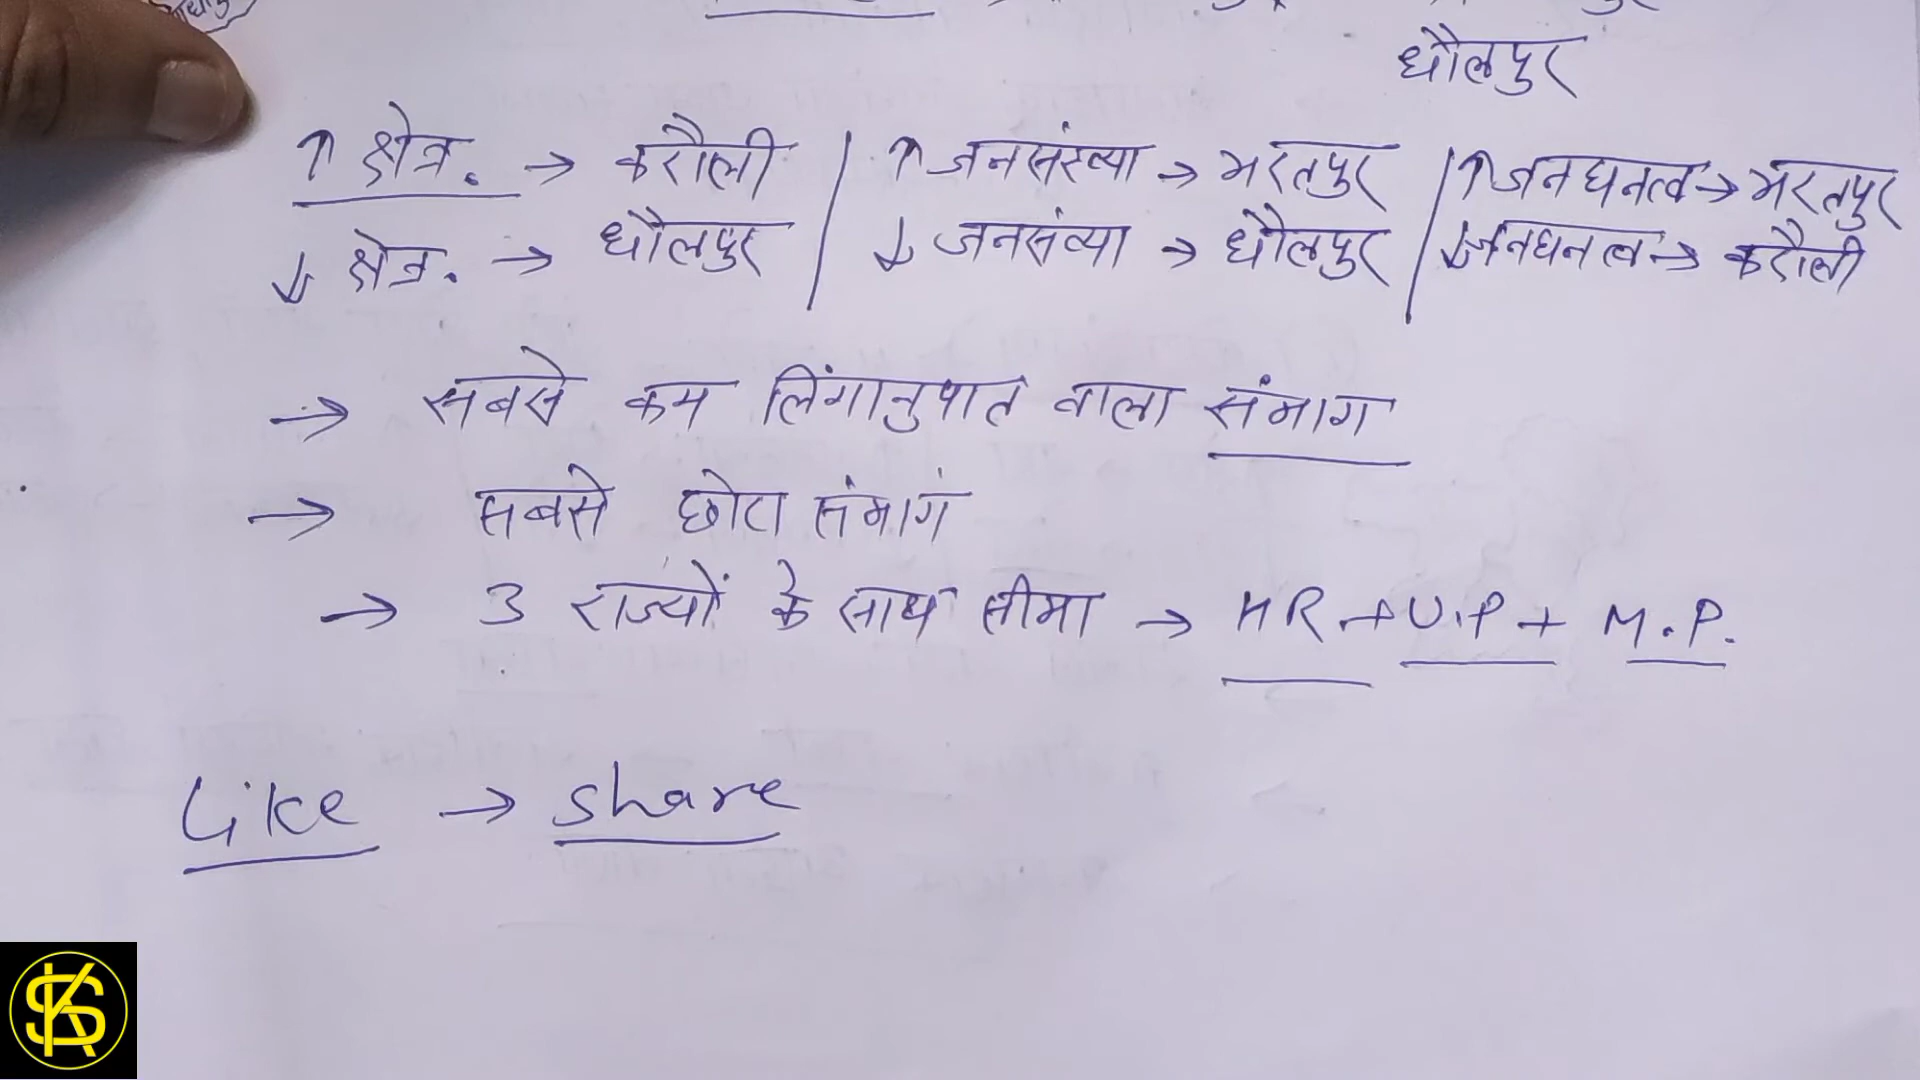 धौलपुर
↑ क्षेत्र. → करौली | ↑ जनसंख्या → भरतपुर | ↑ जनघनत्व → भरतपुर
↓ क्षेत्र. → धौलपुर | ↓ जनसंख्या → धौलपुर | ↓ जनघनत्व → करौली
→ सबसे कम लिंगानुपात वाला संभाग
→ सबसे छोटा संभाग
→ 3 राज्यों के साथ सीमा → HR + U.P + M.P.
Like → Share